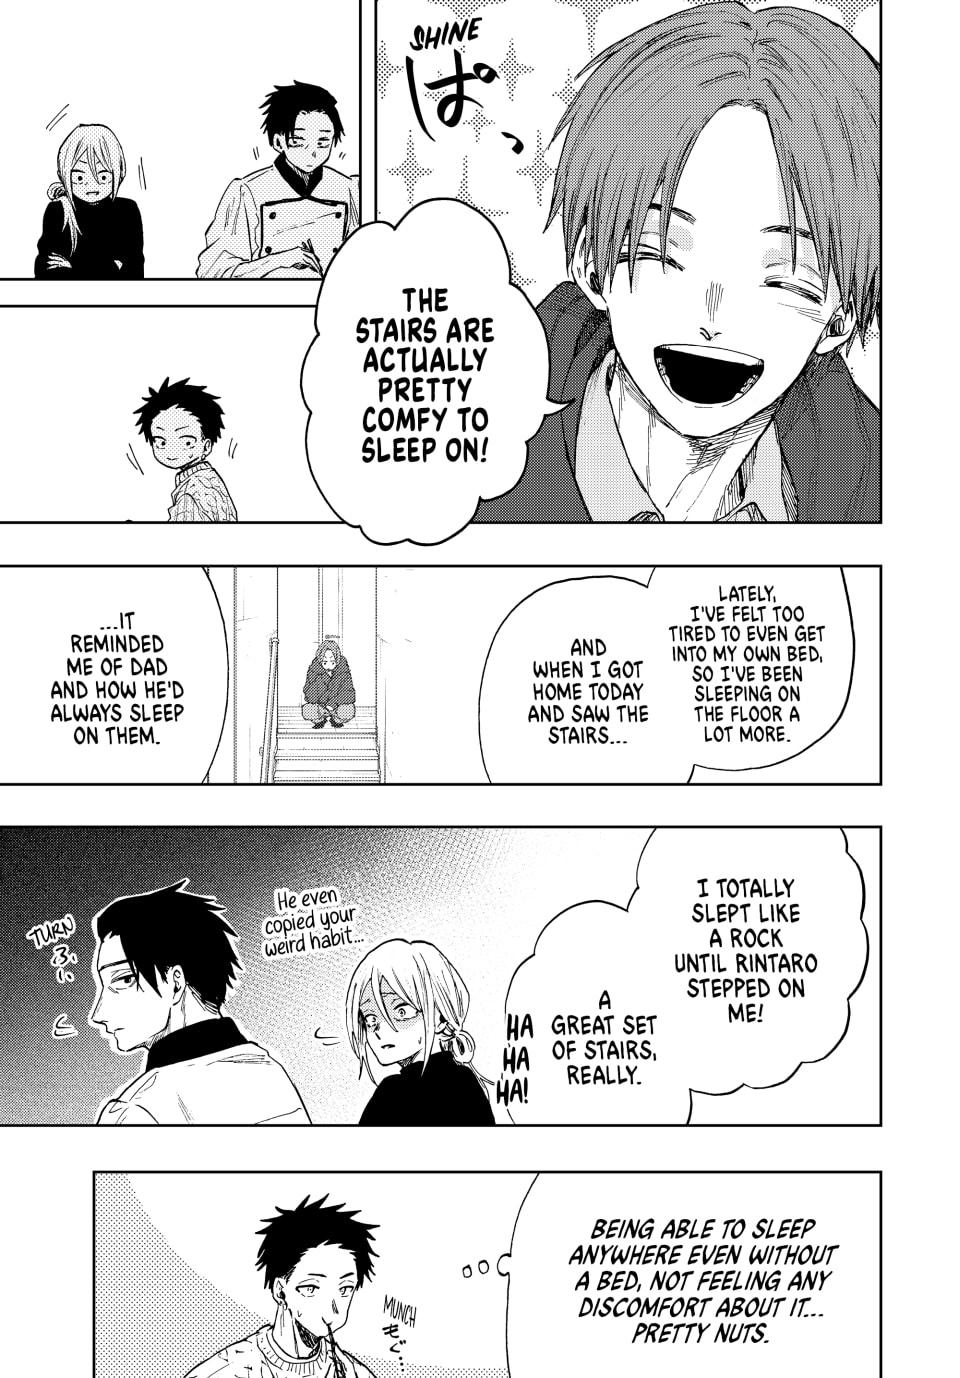 SHINE
ぱっ
THE
STAIRS ARE
ACTUALLY
PRETTY
COMFY TO
SLEEP ON!
LATELY,
I'VE FELT TOO
TIRED TO EVEN GET
INTO MY OWN BED,
SO I'VE BEEN
SLEEPING ON
THE FLOOR A
LOT MORE.
AND
WHEN I GOT
HOME TODAY
AND SAW THE
STAIRS...
...IT
REMINDED
ME OF DAD
AND HOW HE'D
ALWAYS SLEEP
ON THEM.
I TOTALLY
SLEPT LIKE
A ROCK
UNTIL RINTARO
STEPPED ON
ME!
A
GREAT SET
OF STAIRS,
REALLY.
HA
HA
HA!
He even
copied your
weird habit...
TURN
ふい
BEING ABLE TO SLEEP
ANYWHERE EVEN WITHOUT
A BED, NOT FEELING ANY
DISCOMFORT ABOUT IT...
PRETTY NUTS.
MUNCH
もぐ…